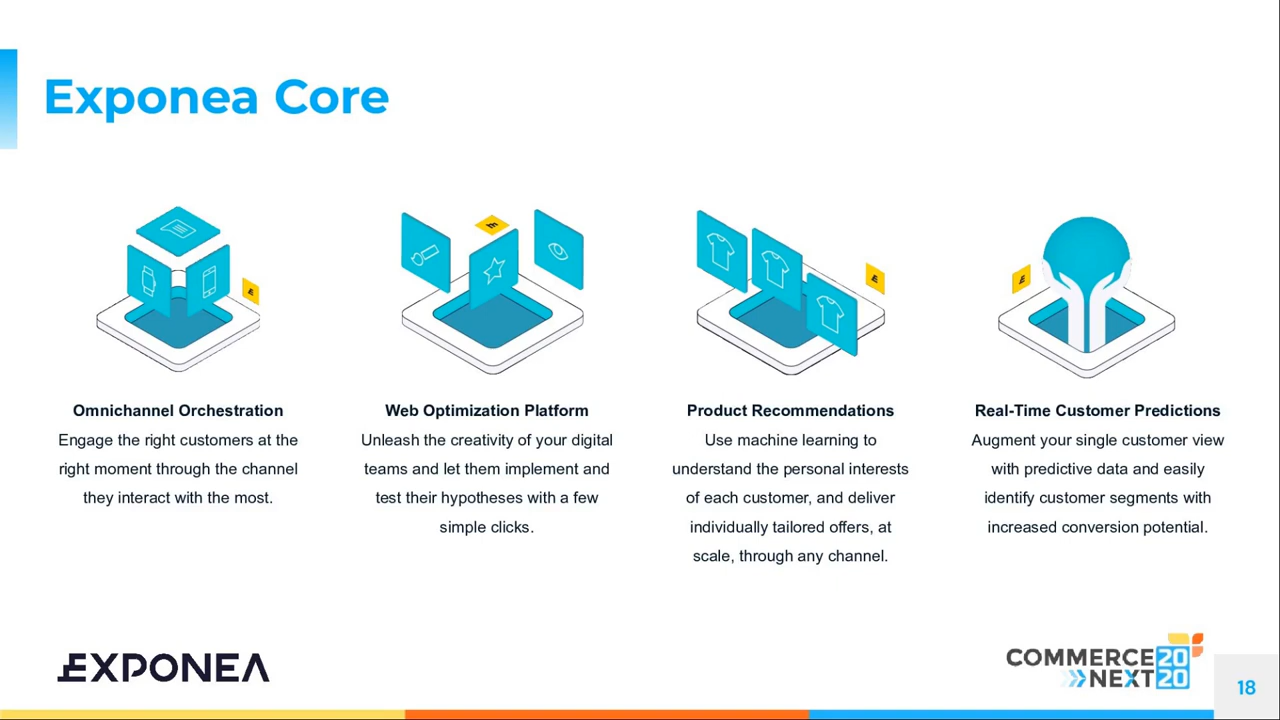 Exponea Core
Omnichannel Orchestration
Engage the right customers at the
right moment through the channel
they interact with the most.
Web Optimization Platform
Unleash the creativity of your digital
teams and let them implement and
test their hypotheses with a few
simple clicks.
Product Recommendations
Use machine learning to
understand the personal interests
of each customer, and deliver
individually tailored offers, at
scale, through any channel.
Real-Time Customer Predictions
Augment your single customer view
with predictive data and easily
identify customer segments with
increased conversion potential.
EXPONEA
COMMERCE 20
NEXT 20
18